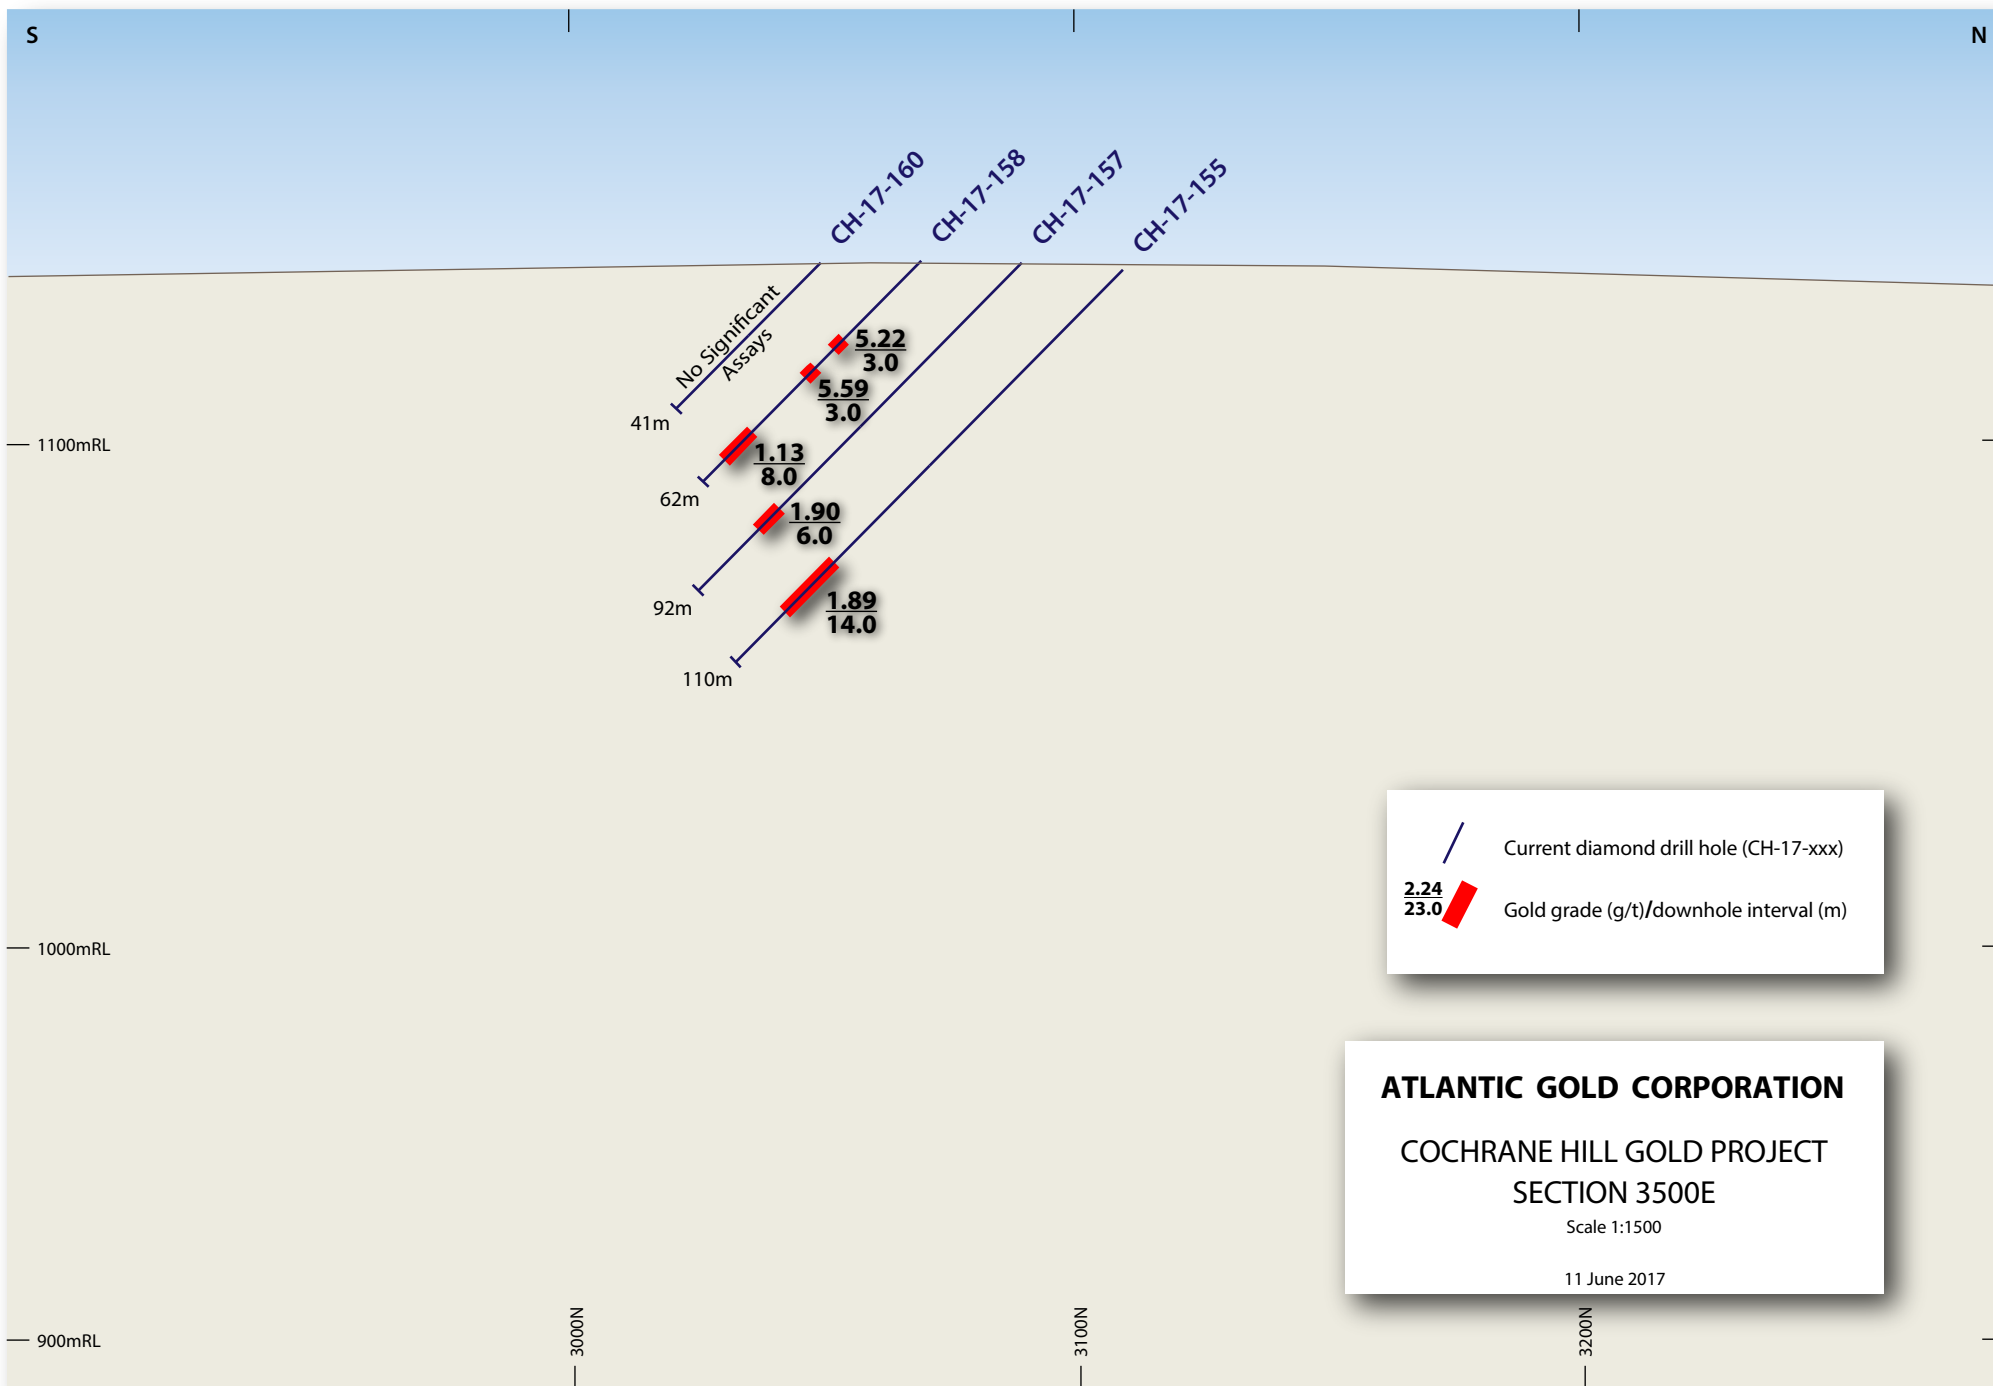 S
N
CH-17-160
CH-17-158
CH-17-157
CH-17-155
No Significant
Assays
5.22
3.0
5.59
3.0
41m
1100mRL
1.13
8.0
62m
1.90
6.0
92m
1.89
14.0
110m
Current diamond drill hole (CH-17-xxx)
2.24
23.0
Gold grade (g/t)/downhole interval (m)
1000mRL
ATLANTIC GOLD CORPORATION
COCHRANE HILL GOLD PROJECT
SECTION 3500E
Scale 1:1500
11 June 2017
900mRL
3000N
3100N
3200N